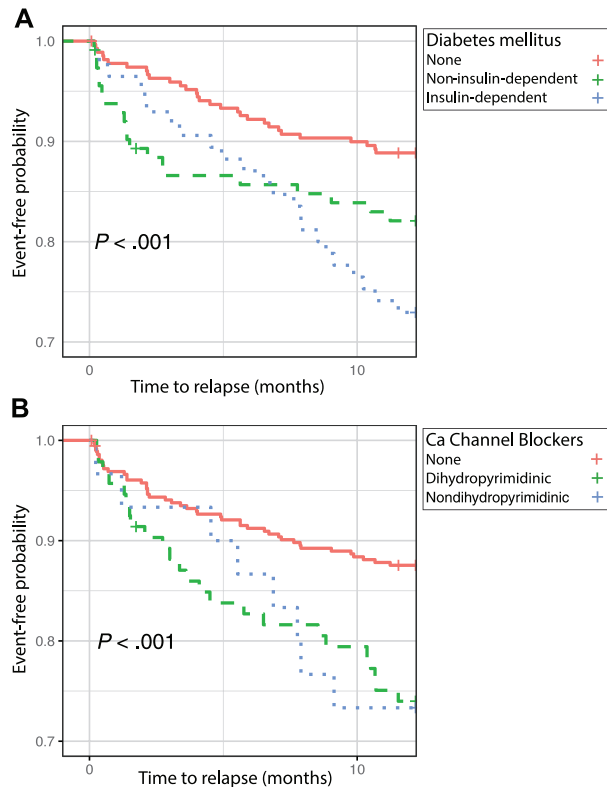 A
1.0
0.9
0.8
0.7
Event-free probability
P < .001
0
10
Time to relapse (months)
Diabetes mellitus
None
Non-insulin-dependent
Insulin-dependent
B
1.0
0.9
0.8
0.7
Event-free probability
P < .001
0
10
Time to relapse (months)
Ca Channel Blockers
None
Dihydropyrimidinic
Nondihydropyrimidinic